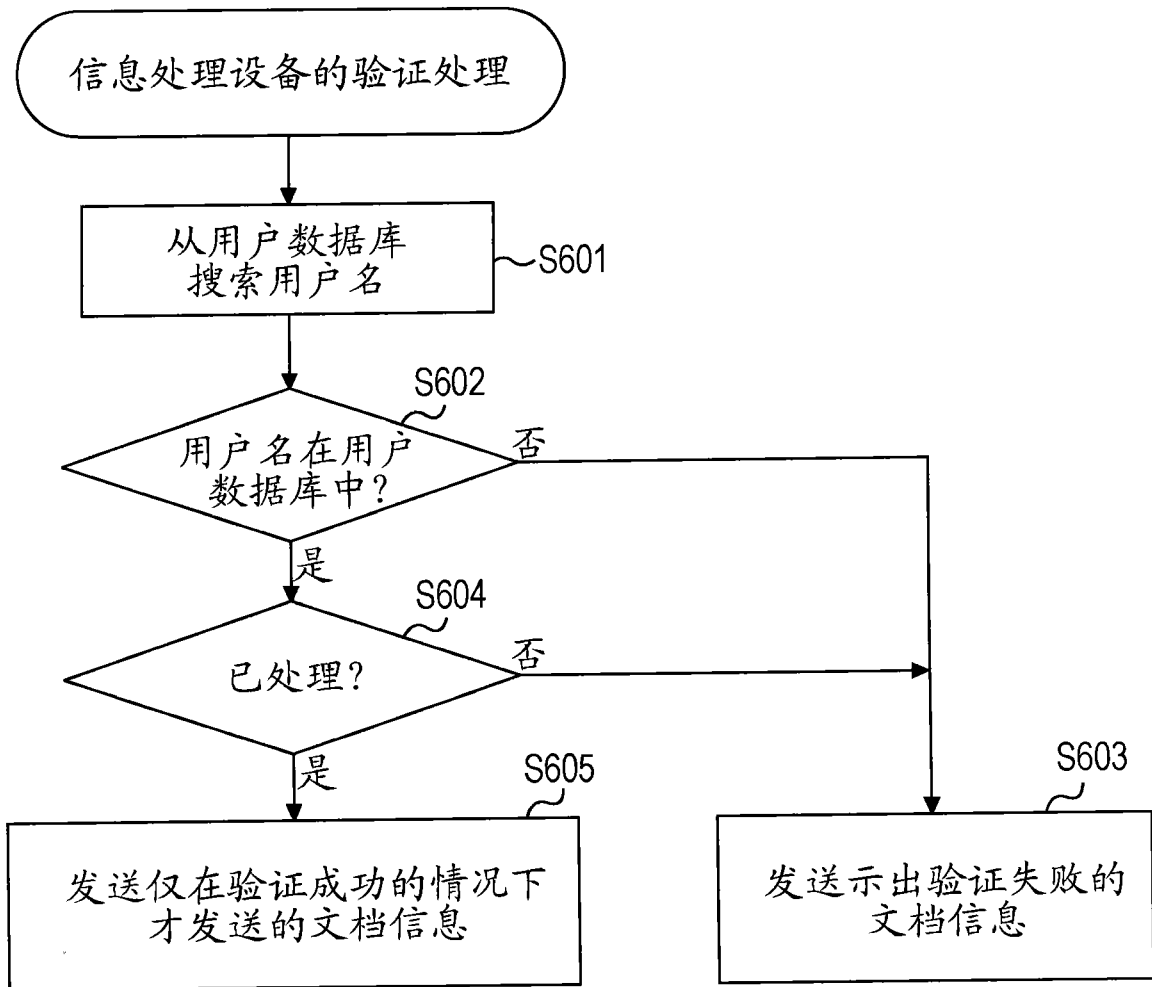 信息处理设备的验证处理
从用户数据库
搜索用户名
S601
S602
用户名在用户
数据库中?
否
是
S604
已处理?
否
是
S605
发送仅在验证成功的情况下
才发送的文档信息
S603
发送示出验证失败的
文档信息